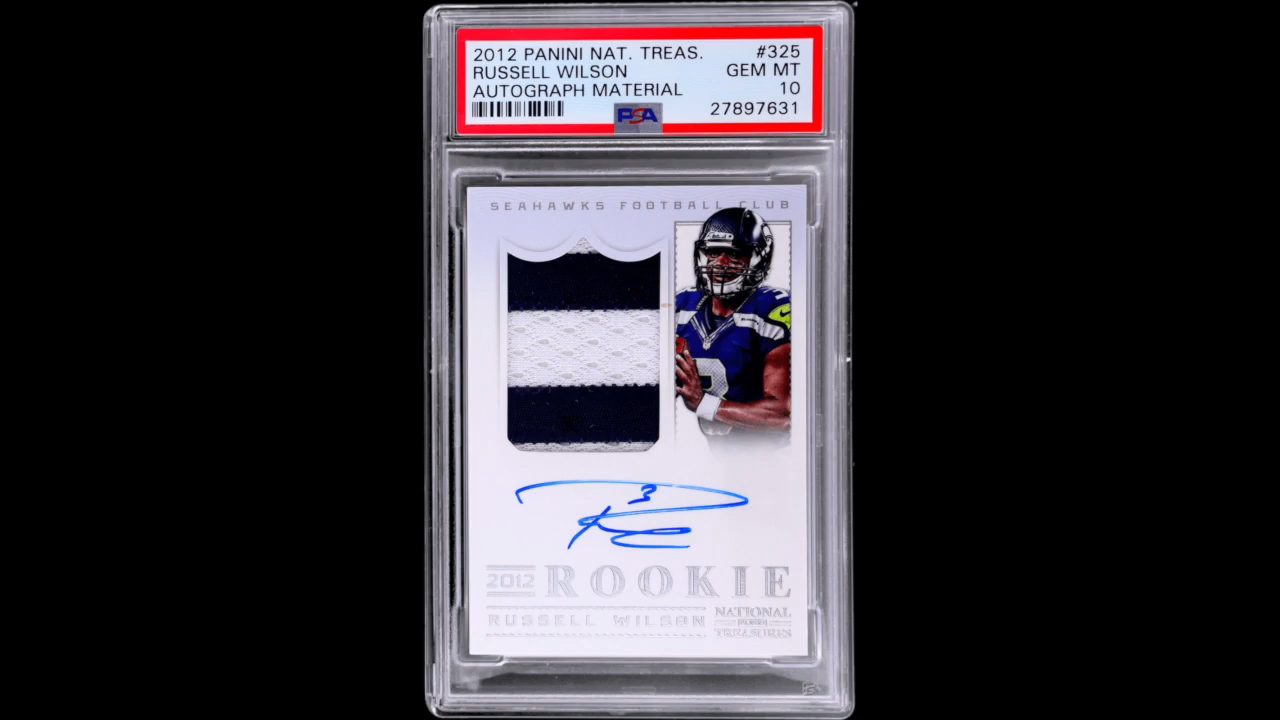 2012 PANINI NAT. TREAS. #325
RUSSELL WILSON GEM MT
AUTOGRAPH MATERIAL 10
PSA 27897631
SEAHAWKS FOOTBALL CLUB
3
2012 ROOKIE
RUSSELL WILSON
NATIONAL
TREASURES